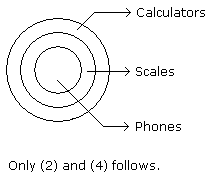 Calculators
Scales
Phones
Only (2) and (4) follows.